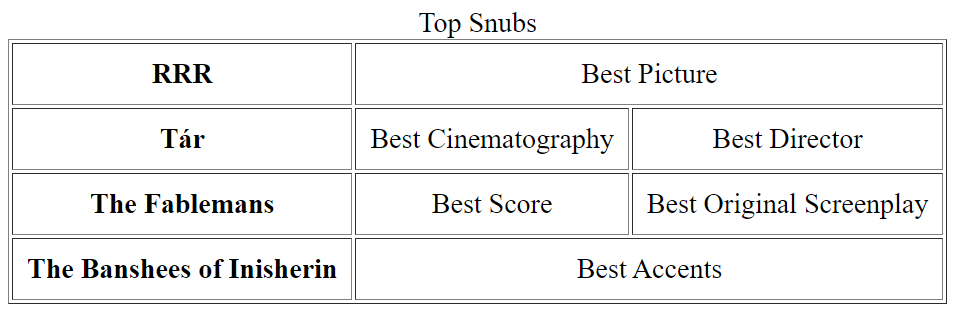 Top Snubs
RRR Best Picture
Tár Best Cinematography Best Director
The Fablemans Best Score Best Original Screenplay
The Banshees of Inisherin Best Accents